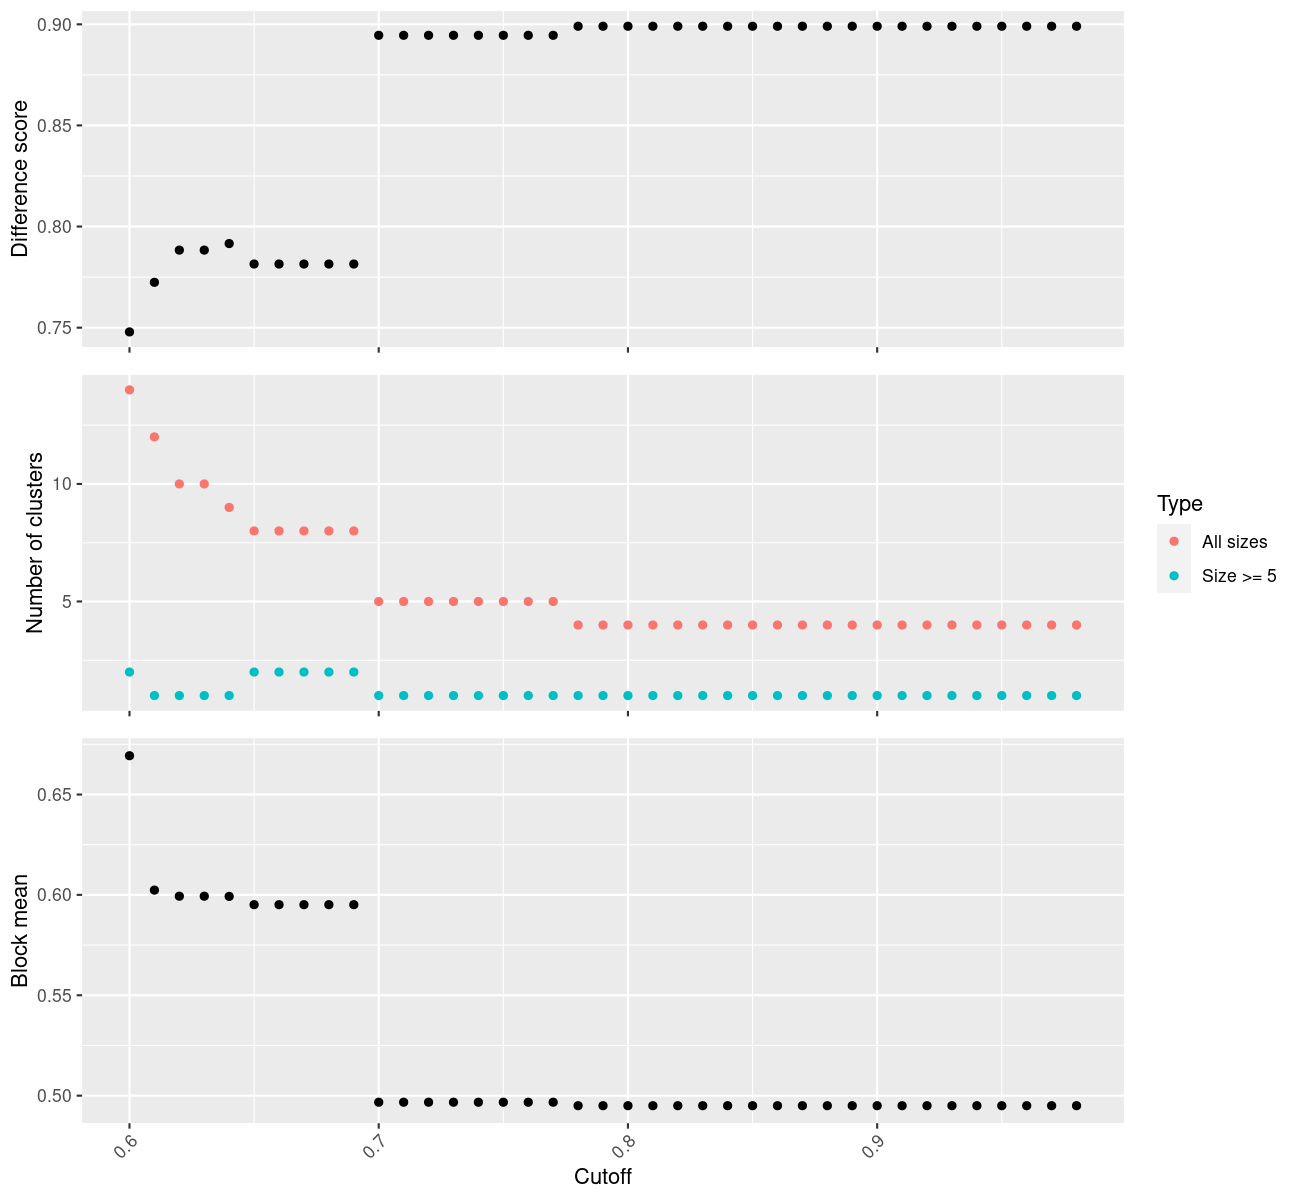 Difference score
0.90
0.85
0.80
0.75
Number of clusters
10
5
Type
All sizes
Size >= 5
Block mean
0.65
0.60
0.55
0.50
0.6
0.7
0.8
0.9
Cutoff